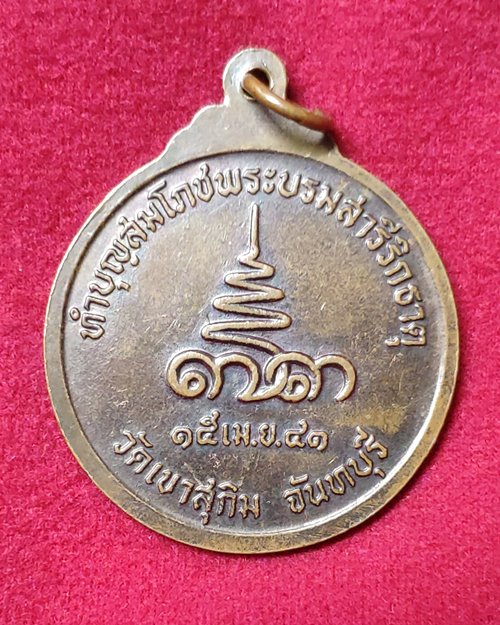 ทำบุญสมโภชพระบรมสารีริกธาตุ
๑๕ เม.ย. ๔๑
วัดเขาสุกิม จันทบุรี